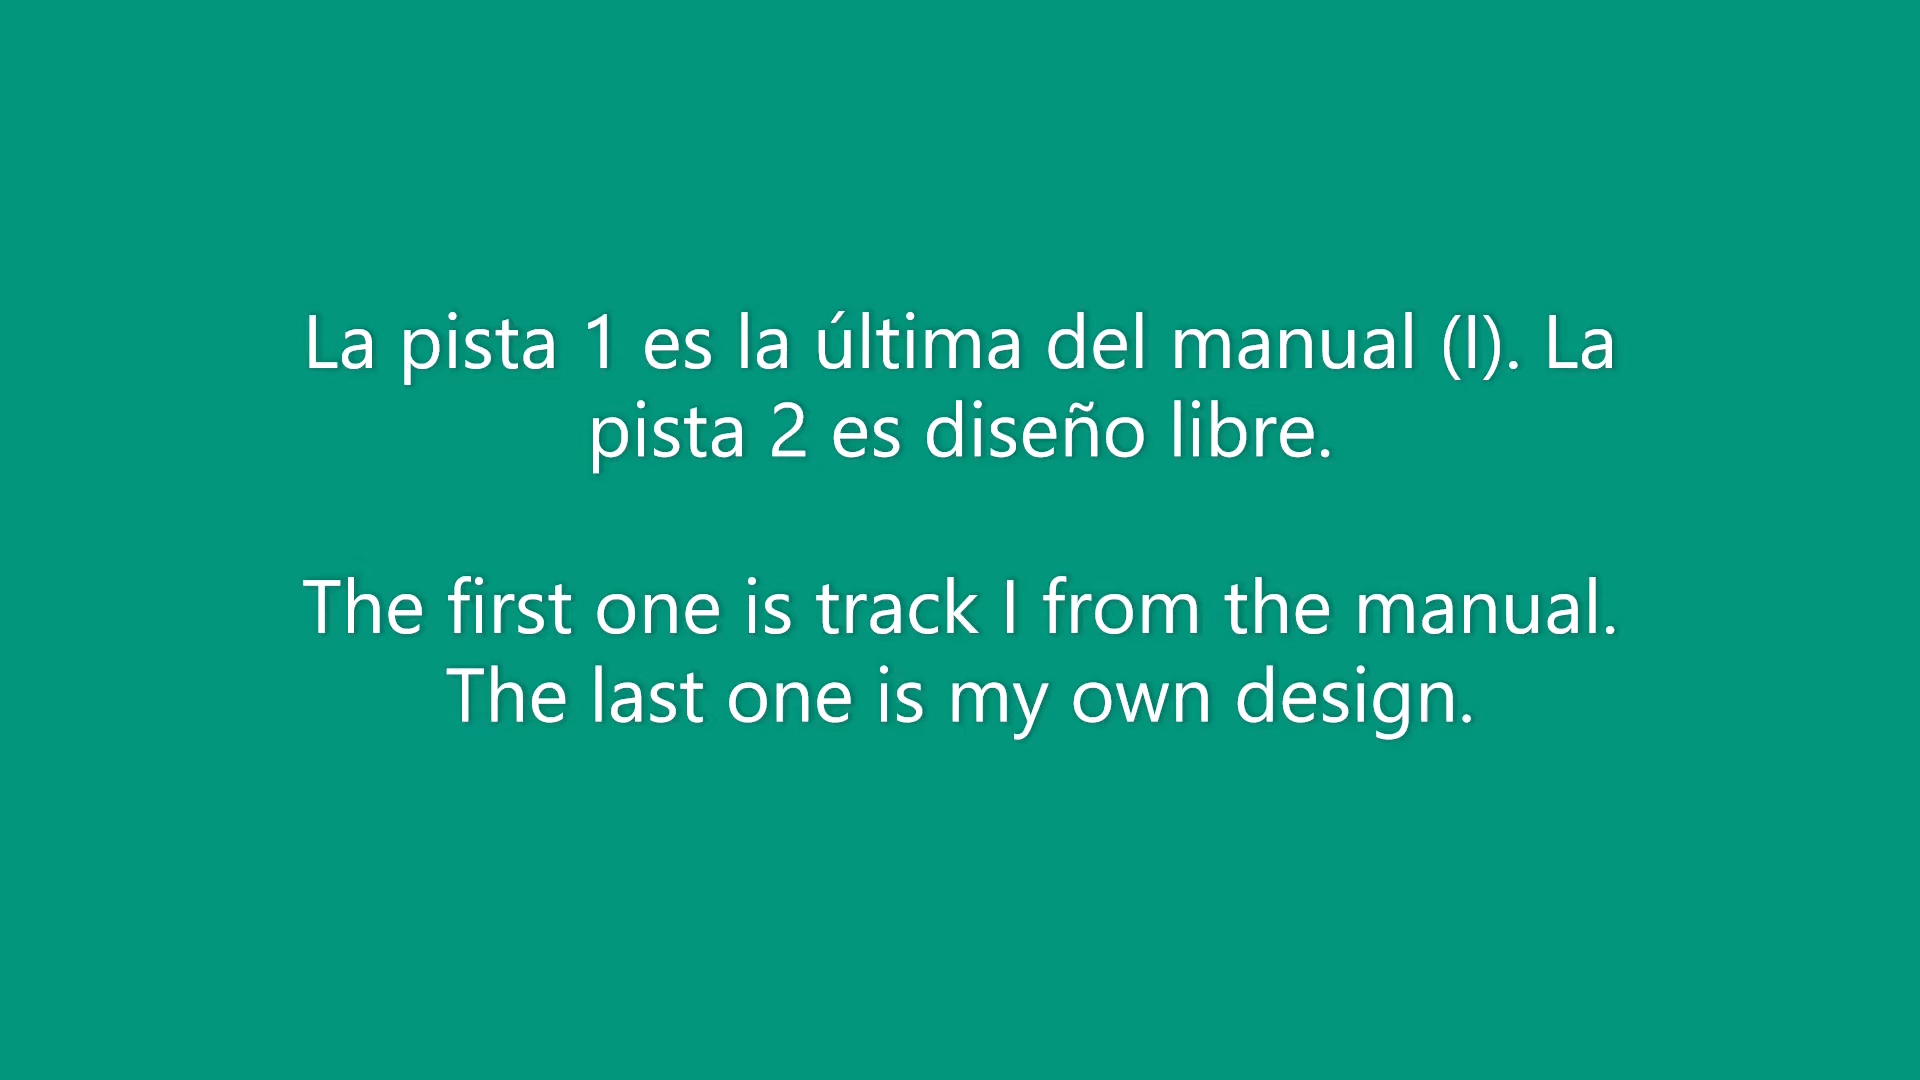 La pista 1 es la última del manual (I). La
pista 2 es diseño libre.
The first one is track I from the manual.
The last one is my own design.